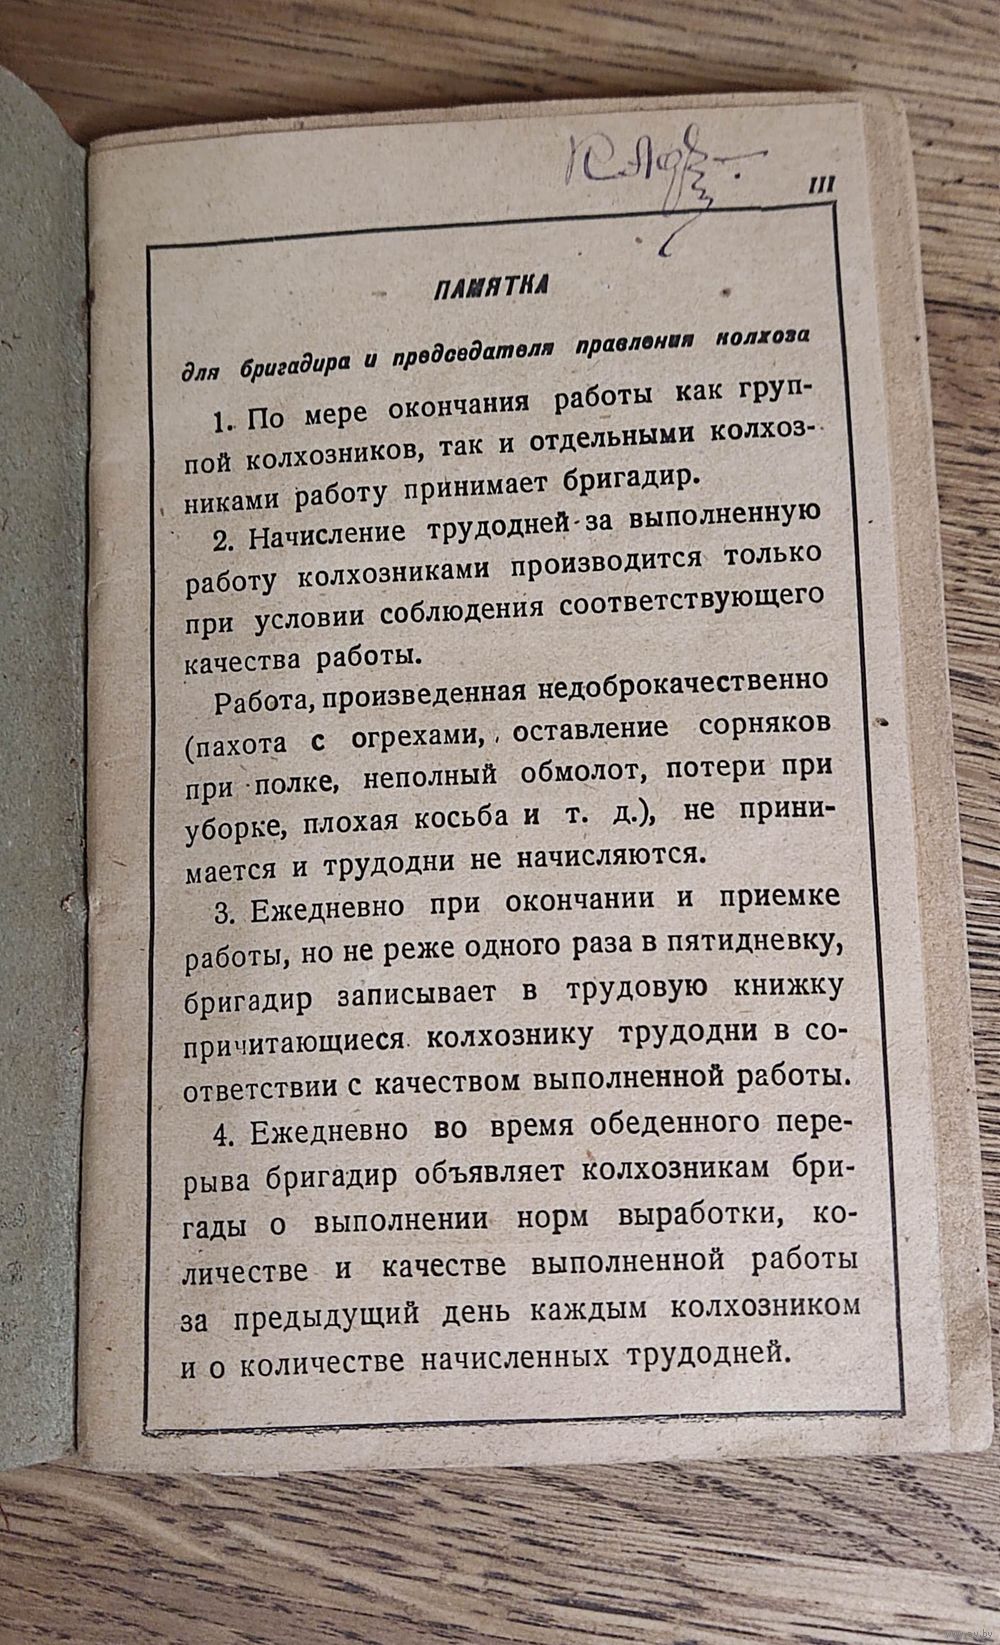 III
ПАМЯТКА
для бригадира и председателя правления колхоза
1. По мере окончания работы как груп-
пой колхозников, так и отдельными колхоз-
никами работу принимает бригадир.
2. Начисление трудодней за выполненную
работу колхозниками производится только
при условии соблюдения соответствующего
качества работы.
Работа, произведенная недоброкачественно
(пахота с огрехами, оставление сорняков
при полке, неполный обмолот, потери при
уборке, плохая косьба и т. д.), не прини-
мается и трудодни не начисляются.
3. Ежедневно при окончании и приемке
работы, но не реже одного раза в пятидневку,
бригадир записывает в трудовую книжку
причитающиеся колхознику трудодни в со-
ответствии с качеством выполненной работы.
4. Ежедневно во время обеденного пере-
рыва бригадир объявляет колхозникам бри-
гады о выполнении норм выработки, ко-
личестве и качестве выполненной работы
за предыдущий день каждым колхозником
и о количестве начисленных трудодней.